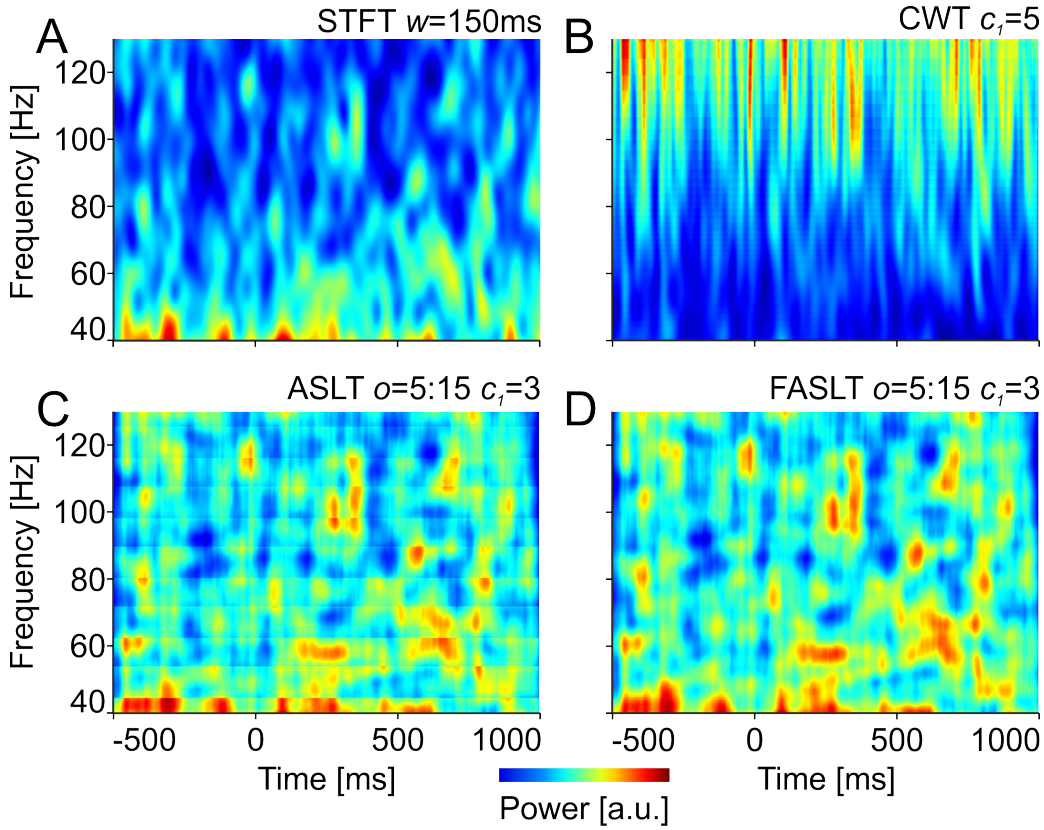 A
STFT w=150ms
B
CWT c1=5
Frequency [Hz]
120
100
80
60
40
C
ASLT o=5:15 c1=3
D
FASLT o=5:15 c1=3
Frequency [Hz]
120
100
80
60
40
-500 0 500 1000
-500 0 500 1000
Time [ms]
Time [ms]
Power [a.u.]